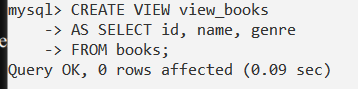 mysql> CREATE VIEW view_books
-> AS SELECT id, name, genre
-> FROM books;
Query OK, 0 rows affected (0.09 sec)